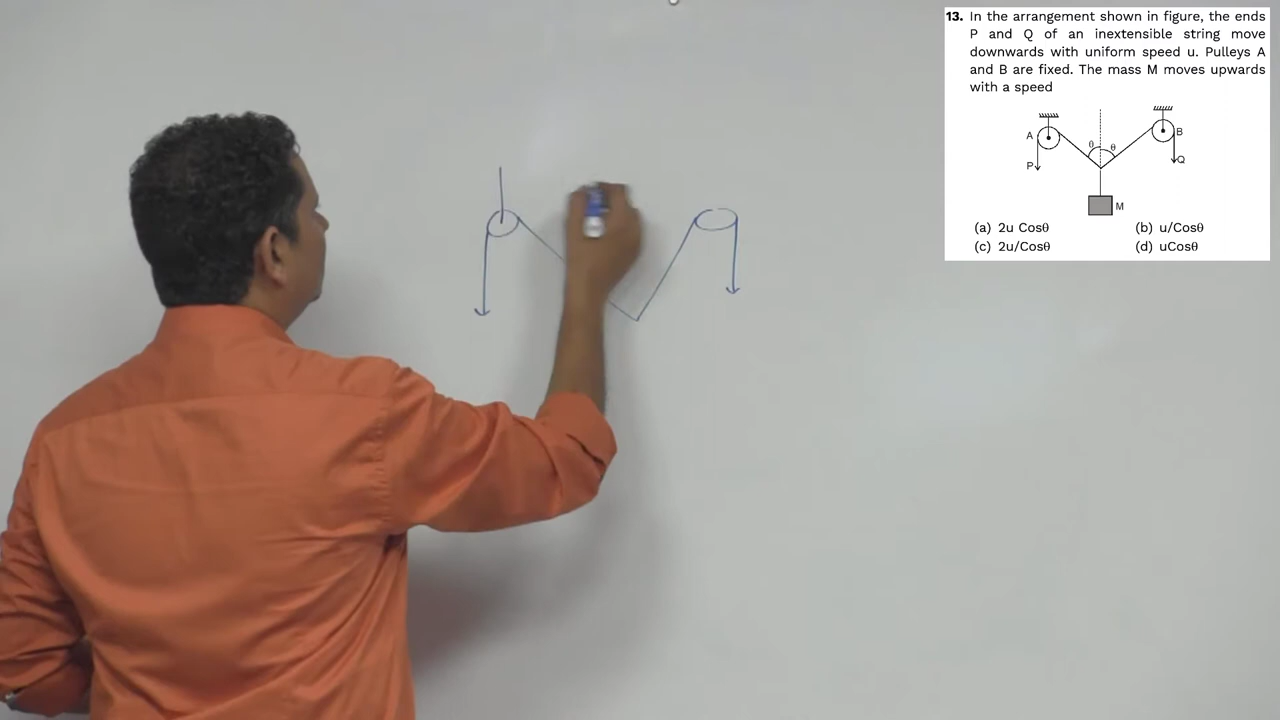 13. In the arrangement shown in figure, the ends
P and Q of an inextensible string move
downwards with uniform speed u. Pulleys A
and B are fixed. The mass M moves upwards
with a speed
A
B
θ
θ
P
Q
M
(a) 2u Cosθ
(b) u/Cosθ
(c) 2u/Cosθ
(d) uCosθ